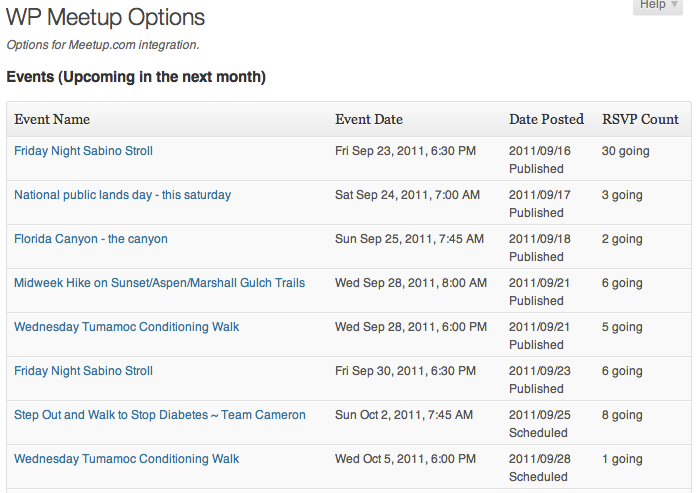 Help
WP Meetup Options
Options for Meetup.com integration.
Events (Upcoming in the next month)
Event Name Event Date Date Posted RSVP Count
Friday Night Sabino Stroll Fri Sep 23, 2011, 6:30 PM 2011/09/16 30 going
Published
National public lands day - this saturday Sat Sep 24, 2011, 7:00 AM 2011/09/17 3 going
Published
Florida Canyon - the canyon Sun Sep 25, 2011, 7:45 AM 2011/09/18 2 going
Published
Midweek Hike on Sunset/Aspen/Marshall Gulch Trails Wed Sep 28, 2011, 8:00 AM 2011/09/21 6 going
Published
Wednesday Tumamoc Conditioning Walk Wed Sep 28, 2011, 6:00 PM 2011/09/21 5 going
Published
Friday Night Sabino Stroll Fri Sep 30, 2011, 6:30 PM 2011/09/23 6 going
Published
Step Out and Walk to Stop Diabetes ~ Team Cameron Sun Oct 2, 2011, 7:45 AM 2011/09/25 8 going
Scheduled
Wednesday Tumamoc Conditioning Walk Wed Oct 5, 2011, 6:00 PM 2011/09/28 1 going
Scheduled